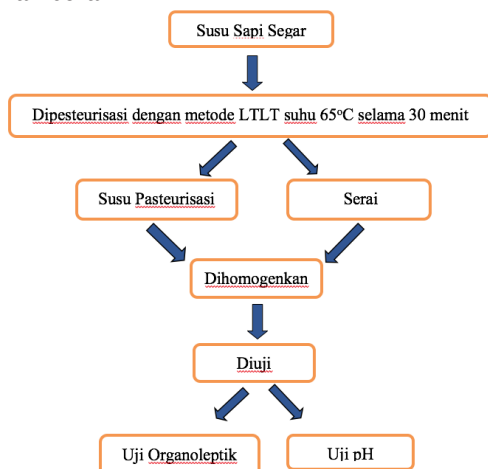 Susu Sapi Segar
Dipesteurisasi dengan metode LTLT suhu 65°C selama 30 menit
Susu Pasteurisasi
Serai
Dihomogenkan
Diuji
Uji Organoleptik
Uji pH